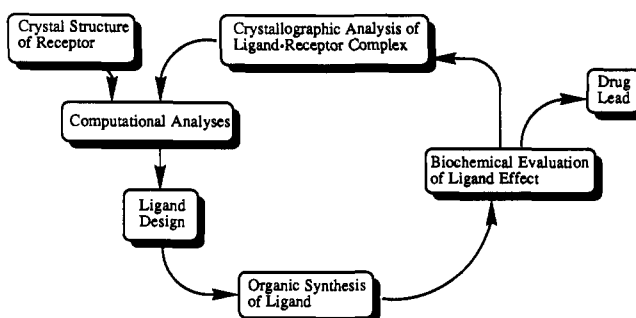 Crystal Structure
of Receptor
Crystallographic Analysis of
Ligand•Receptor Complex
Drug
Lead
Computational Analyses
Biochemical Evaluation
of Ligand Effect
Ligand
Design
Organic Synthesis
of Ligand